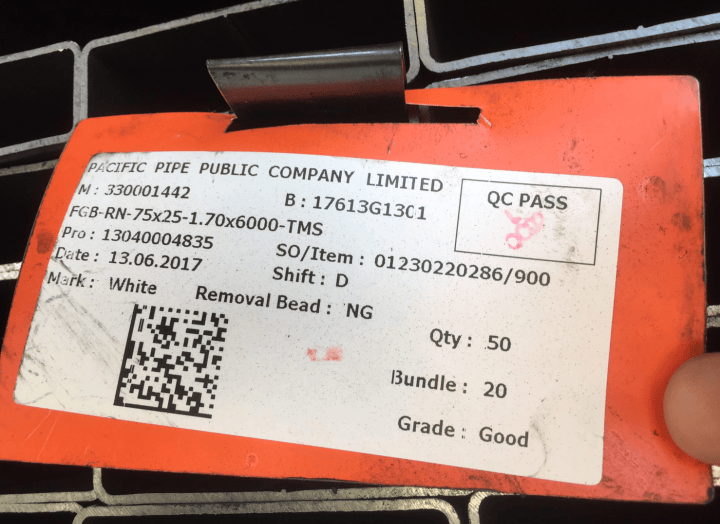 PACIFIC PIPE PUBLIC COMPANY LIMITED
QC PASS
M : 330001442 B : 17613G1301
FGB-RN-75x25-1.70x6000-TMS
Pro : 13040004835 SO/Item : 01230220286/900
Date : 13.06.2017 Shift : D
Mark : White Removal Bead : NG
Qty : 50
Bundle : 20
Grade : Good